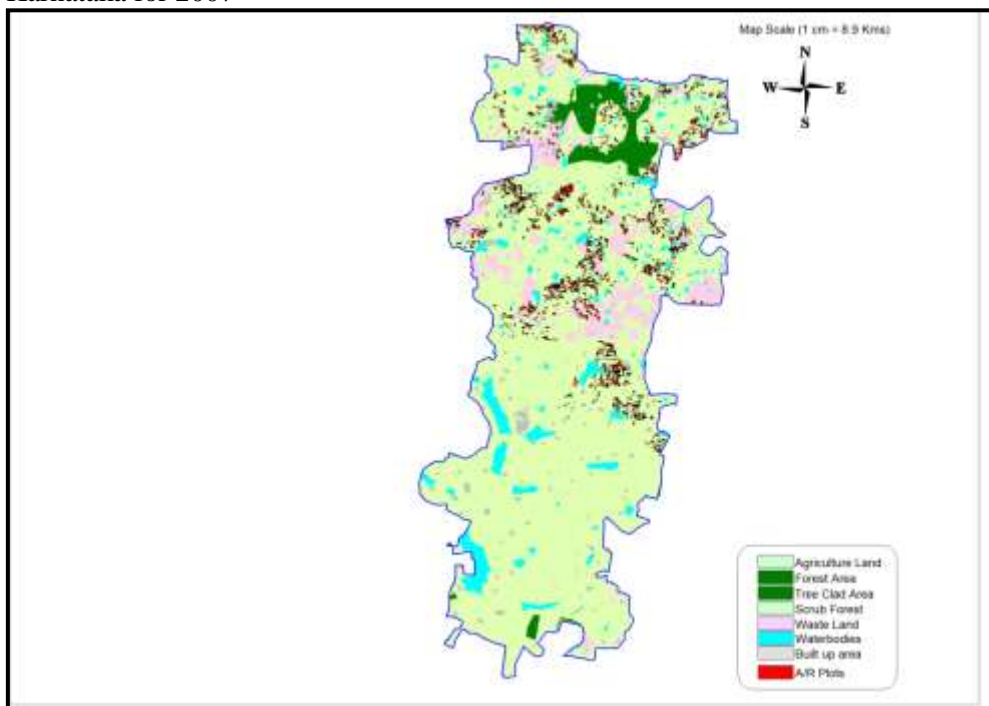 Map Scale (1 cm = 8.9 Kms)
N
W E
S
Agriculture Land
Forest Area
Tree Clad Area
Scrub Forest
Waste Land
Waterbodies
Built up area
A/R Plots